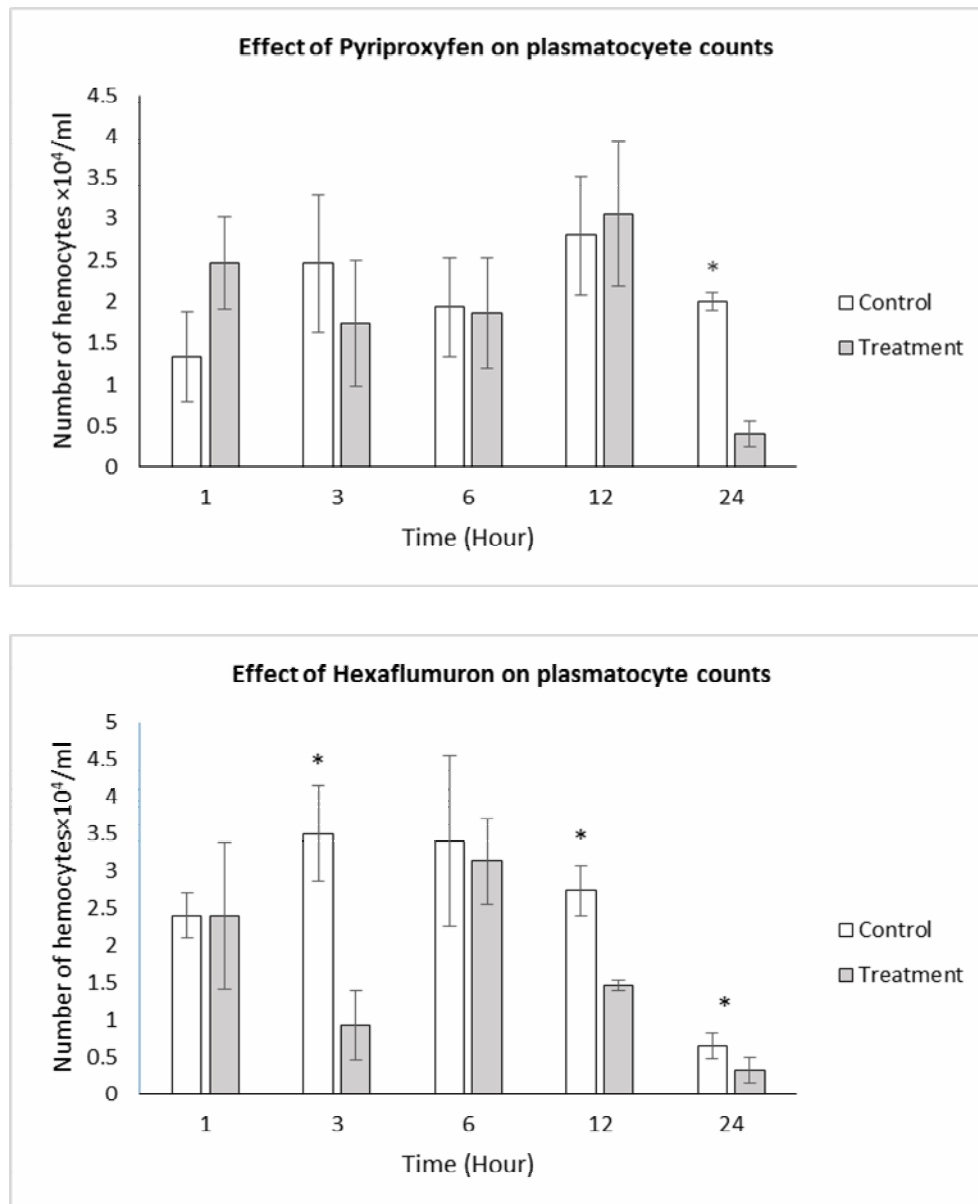 Effect of Pyriproxyfen on plasmatocyete counts
Number of hemocytes ×10⁴/ml
4.5
4
3.5
3
2.5
2
1.5
1
0.5
0
*
1 3 6 12 24
Time (Hour)
Control
Treatment
Effect of Hexaflumuron on plasmatocyte counts
Number of hemocytes×10⁴/ml
5
4.5
4
3.5
3
2.5
2
1.5
1
0.5
0
*
*
*
1 3 6 12 24
Time (Hour)
Control
Treatment